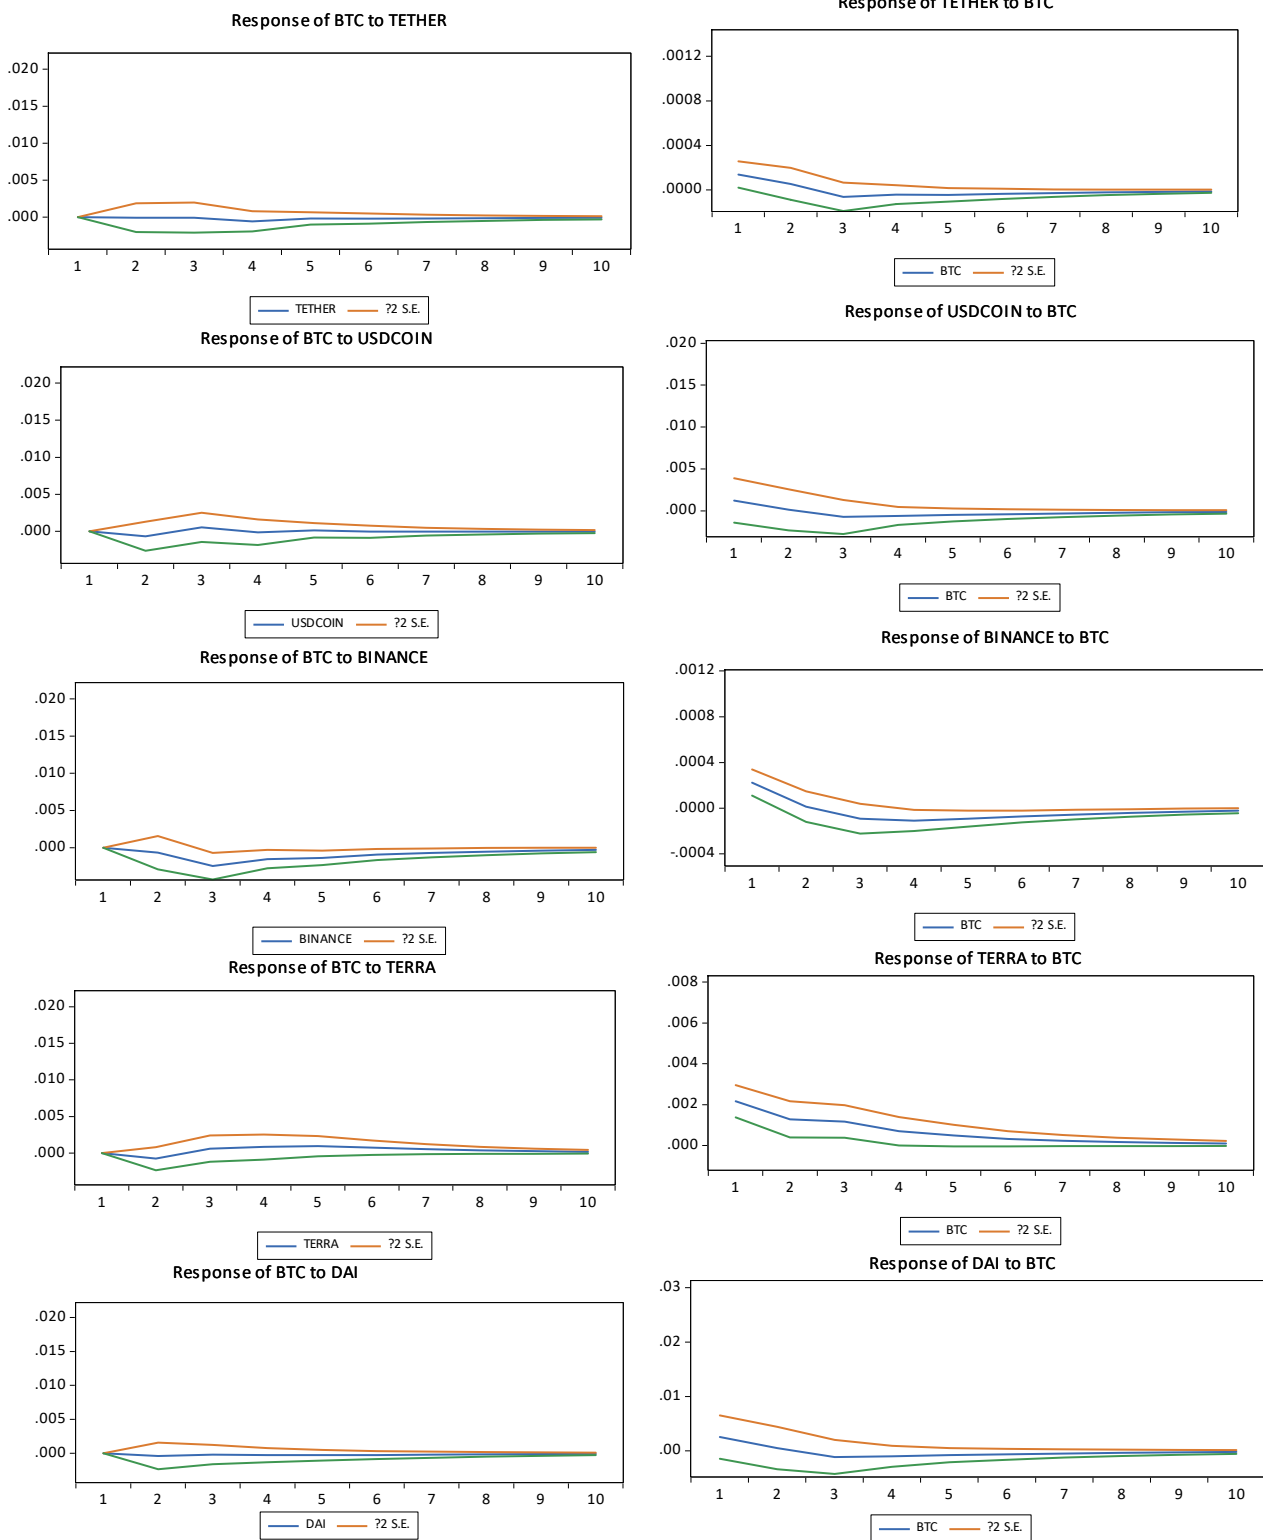 Response of BTC to TETHER
.020
.015
.010
.005
.000
1 2 3 4 5 6 7 8 9 10
TETHER ?2 S.E.
Response of TETHER to BTC
.0012
.0008
.0004
.0000
1 2 3 4 5 6 7 8 9 10
BTC ?2 S.E.
Response of BTC to USDCOIN
.020
.015
.010
.005
.000
1 2 3 4 5 6 7 8 9 10
USDCOIN ?2 S.E.
Response of USDCOIN to BTC
.020
.015
.010
.005
.000
1 2 3 4 5 6 7 8 9 10
BTC ?2 S.E.
Response of BTC to BINANCE
.020
.015
.010
.005
.000
1 2 3 4 5 6 7 8 9 10
BINANCE ?2 S.E.
Response of BINANCE to BTC
.0012
.0008
.0004
.0000
-.0004
1 2 3 4 5 6 7 8 9 10
BTC ?2 S.E.
Response of BTC to TERRA
.020
.015
.010
.005
.000
1 2 3 4 5 6 7 8 9 10
TERRA ?2 S.E.
Response of TERRA to BTC
.008
.006
.004
.002
.000
1 2 3 4 5 6 7 8 9 10
BTC ?2 S.E.
Response of BTC to DAI
.020
.015
.010
.005
.000
1 2 3 4 5 6 7 8 9 10
DAI ?2 S.E.
Response of DAI to BTC
.03
.02
.01
.00
1 2 3 4 5 6 7 8 9 10
BTC ?2 S.E.